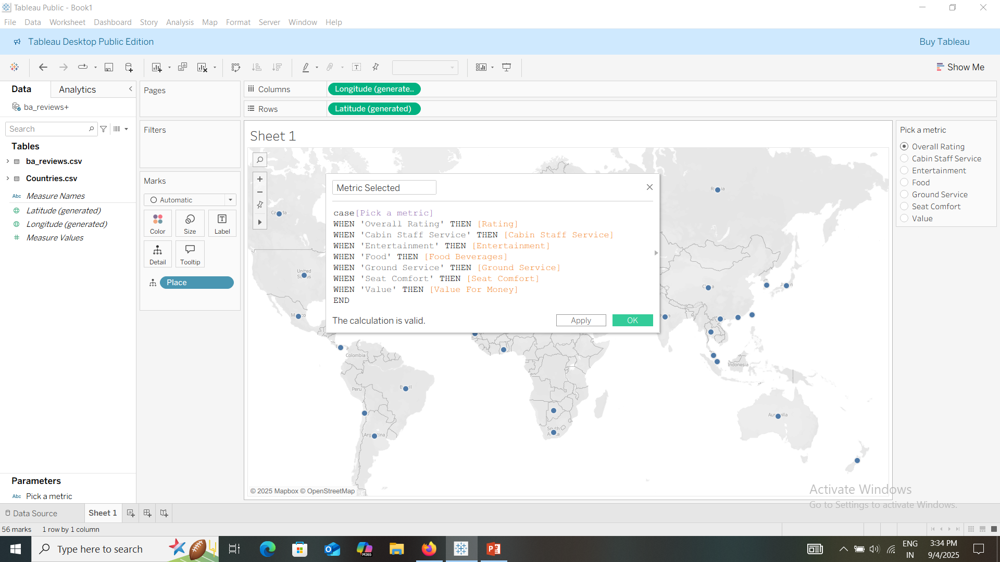 Tableau Public - Book1
File Data Worksheet Dashboard Story Analysis Map Format Server Window Help
Tableau Desktop Public Edition
Buy Tableau
Show Me
Data
Analytics
ba_reviews+
Search
Tables
ba_reviews.csv
Countries.csv
Abc Measure Names
Latitude (generated)
Longitude (generated)
# Measure Values
Parameters
Abc Pick a metric
Pages
Filters
Marks
Automatic
Color Size Label
Detail Tooltip
Place
Columns
Longitude (generate..
Rows
Latitude (generated)
Sheet 1
Metric Selected
case[Pick a metric]
WHEN 'Overall Rating' THEN [Rating]
WHEN 'Cabin Staff Service' THEN [Cabin Staff Service]
WHEN 'Entertainment' THEN [Entertainment]
WHEN 'Food' THEN [Food Beverages]
WHEN 'Ground Service' THEN [Ground Service]
WHEN 'Seat Comfort' THEN [Seat Comfort]
WHEN 'Value' THEN [Value For Money]
END
The calculation is valid.
Apply
OK
United
Colombia
Peru
Indonesia
South
© 2025 Mapbox © OpenStreetMap
Pick a metric
Overall Rating
Cabin Staff Service
Entertainment
Food
Ground Service
Seat Comfort
Value
Activate Windows
Go to Settings to activate Windows.
Data Source
Sheet 1
56 marks 1 row by 1 column
Type here to search
M365
ENG
IN
3:34 PM
9/4/2025